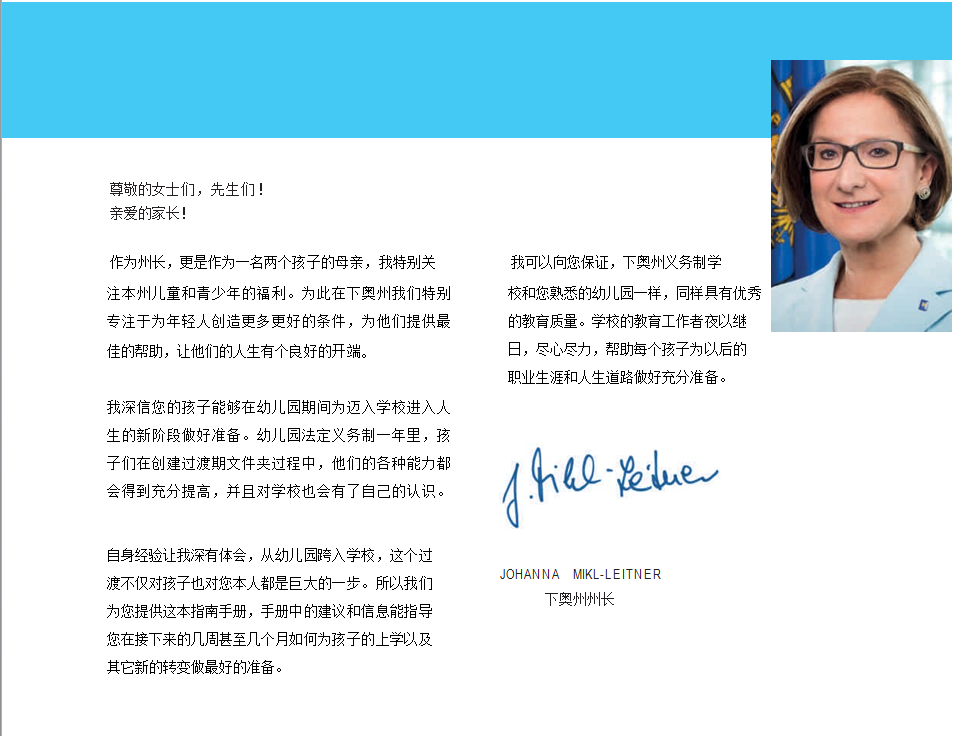 尊敬的女士们，先生们！
亲爱的家长！
作为州长，更是作为一名两个孩子的母亲，我特别关
注本州儿童和青少年的福利。为此在下奥州我们特别
专注于为年轻人创造更多更好的条件，为他们提供最
佳的帮助，让他们的人生有个良好的开端。
我深信您的孩子能够在幼儿园期间为迈入学校进入人
生的新阶段做好准备。幼儿园法定义务制一年里，孩
子们在创建过渡期文件夹过程中，他们的各种能力都
会得到充分提高，并且对学校也会有了自己的认识。
自身经验让我深有体会，从幼儿园跨入学校，这个过
渡不仅对孩子也对您本人都是巨大的一步。所以我们
为您提供这本指南手册，手册中的建议和信息能指导
您在接下来的几周甚至几个月如何为孩子的上学以及
其它新的转变做最好的准备。
我可以向您保证，下奥州义务制学
校和您熟悉的幼儿园一样，同样具有优秀
的教育质量。学校的教育工作者夜以继
日，尽心尽力，帮助每个孩子为以后的
职业生涯和人生道路做好充分准备。
J. Mikl-Leitner
JOHANNA MIKL-LEITNER
下奥州州长